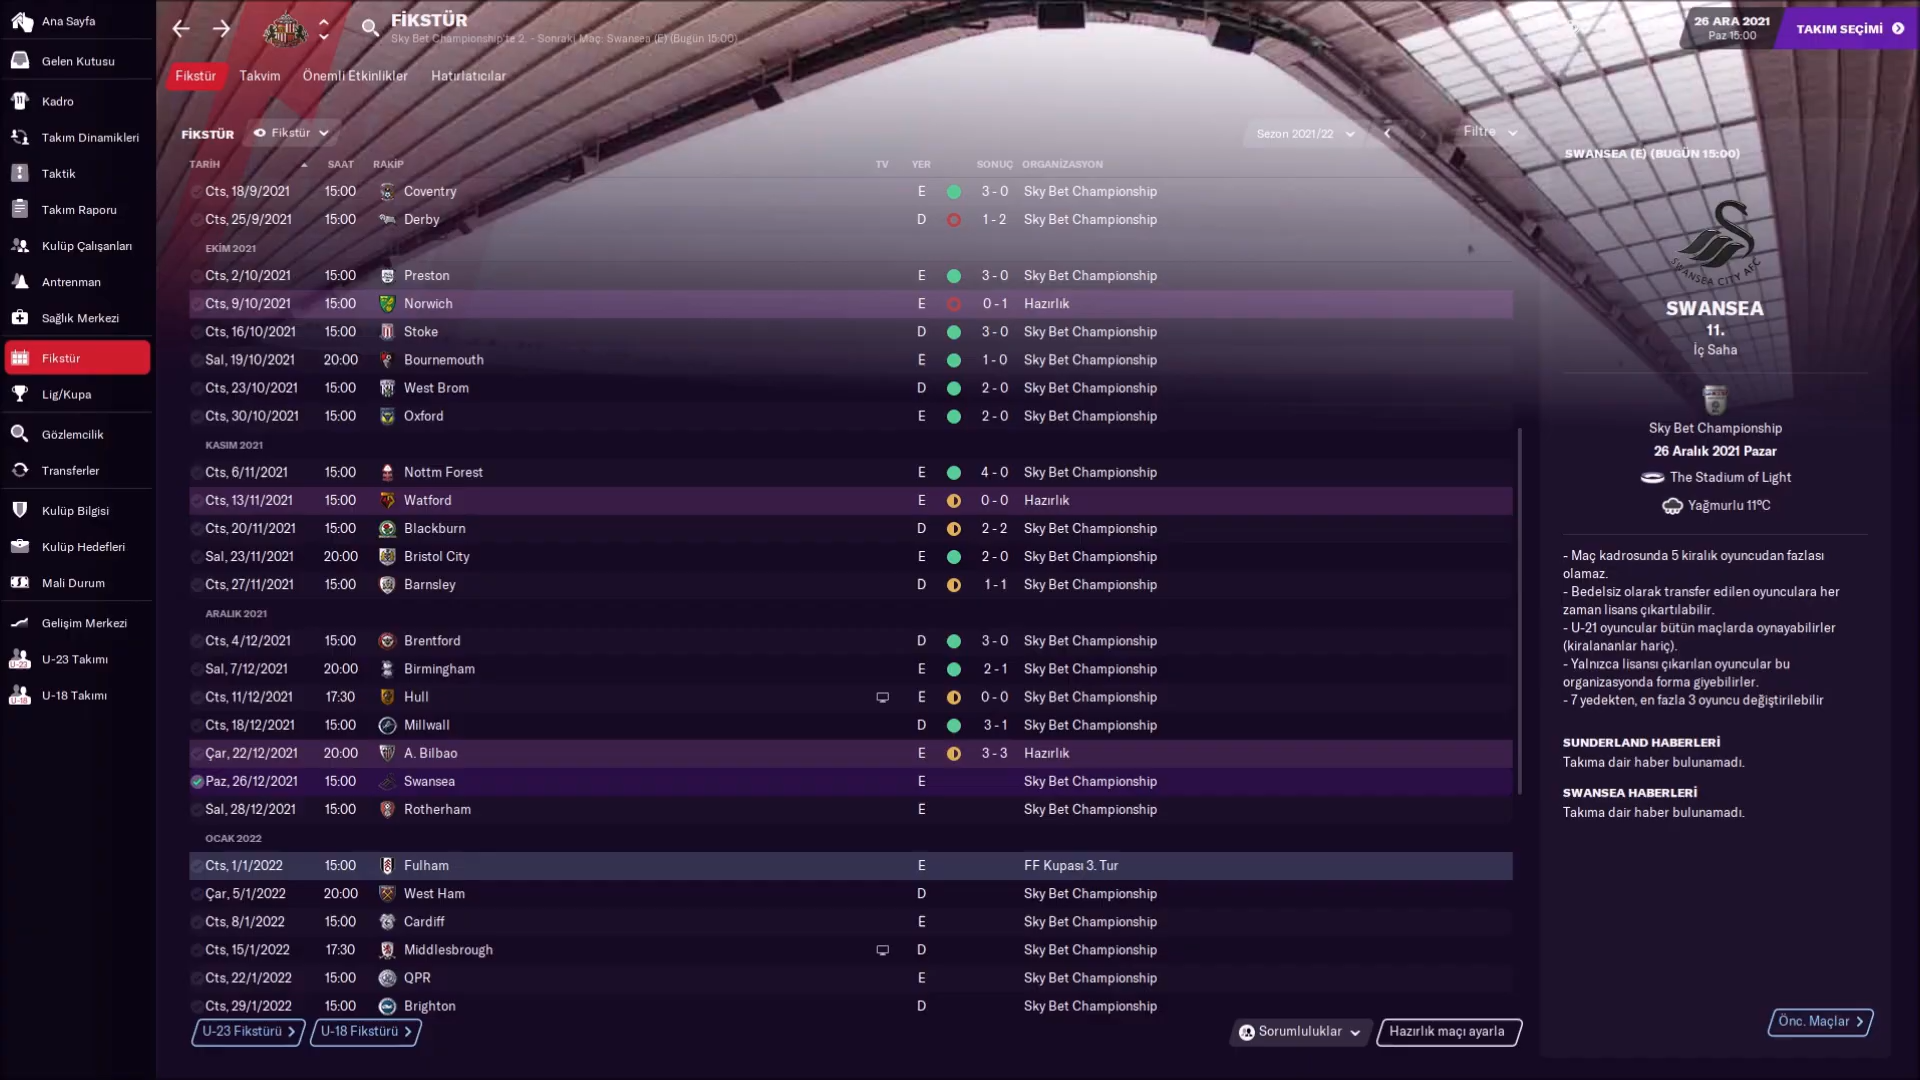 Ana Sayfa
Gelen Kutusu
Kadro
Takım Dinamikleri
Taktik
Takım Raporu
Kulüp Çalışanları
Antrenman
Sağlık Merkezi
Fikstür
Lig/Kupa
Gözlemcilik
Transferler
Kulüp Bilgisi
Kulüp Hedefleri
Mali Durum
Gelişim Merkezi
U-23 Takımı
U-18 Takımı
FİKSTÜR
Sky Bet Championship'te 2. - Sonraki Maç: Swansea (E) (Bugün 15:00)
26 ARA 2021
Paz 15:00
TAKIM SEÇİMİ
Fikstür Takvim Önemli Etkinlikler Hatırlatıcılar
FİKSTÜR Fikstür Sezon 2021/22 Filtre
TARİH SAAT RAKİP TV YER SONUÇ ORGANİZASYON
Cts, 18/9/2021 15:00 Coventry E 3 - 0 Sky Bet Championship
Cts, 25/9/2021 15:00 Derby D 1 - 2 Sky Bet Championship
EKİM 2021
Cts, 2/10/2021 15:00 Preston E 3 - 0 Sky Bet Championship
Cts, 9/10/2021 15:00 Norwich E 0 - 1 Hazırlık
Cts, 16/10/2021 15:00 Stoke D 3 - 0 Sky Bet Championship
Sal, 19/10/2021 20:00 Bournemouth E 1 - 0 Sky Bet Championship
Cts, 23/10/2021 15:00 West Brom D 2 - 0 Sky Bet Championship
Cts, 30/10/2021 15:00 Oxford E 2 - 0 Sky Bet Championship
KASIM 2021
Cts, 6/11/2021 15:00 Nottm Forest E 4 - 0 Sky Bet Championship
Cts, 13/11/2021 15:00 Watford E 0 - 0 Hazırlık
Cts, 20/11/2021 15:00 Blackburn D 2 - 2 Sky Bet Championship
Sal, 23/11/2021 20:00 Bristol City E 2 - 0 Sky Bet Championship
Cts, 27/11/2021 15:00 Barnsley D 1 - 1 Sky Bet Championship
ARALIK 2021
Cts, 4/12/2021 15:00 Brentford D 3 - 0 Sky Bet Championship
Sal, 7/12/2021 20:00 Birmingham E 2 - 1 Sky Bet Championship
Cts, 11/12/2021 17:30 Hull E 0 - 0 Sky Bet Championship
Cts, 18/12/2021 15:00 Millwall D 3 - 1 Sky Bet Championship
Çar, 22/12/2021 20:00 A. Bilbao E 3 - 3 Hazırlık
Paz, 26/12/2021 15:00 Swansea E Sky Bet Championship
Sal, 28/12/2021 15:00 Rotherham E Sky Bet Championship
OCAK 2022
Cts, 1/1/2022 15:00 Fulham E FF Kupası 3. Tur
Çar, 5/1/2022 20:00 West Ham D Sky Bet Championship
Cts, 8/1/2022 15:00 Cardiff E Sky Bet Championship
Cts, 15/1/2022 17:30 Middlesbrough D Sky Bet Championship
Cts, 22/1/2022 15:00 QPR E Sky Bet Championship
Cts, 29/1/2022 15:00 Brighton D Sky Bet Championship
U-23 Fikstürü U-18 Fikstürü Sorumluluklar Hazırlık maçı ayarla
SWANSEA (E) (BUGÜN 15:00)
SWANSEA CITY AFC
SWANSEA
11.
İç Saha
Sky Bet Championship
26 Aralık 2021 Pazar
The Stadium of Light
Yağmurlu 11°C
- Maç kadrosunda 5 kiralık oyuncudan fazlası
olamaz.
- Bedelsiz olarak transfer edilen oyunculara her
zaman lisans çıkartılabilir.
- U-21 oyuncular bütün maçlarda oynayabilirler
(kiralananlar hariç).
- Yalnızca lisansı çıkarılan oyuncular bu
organizasyonda forma giyebilirler.
- 7 yedekten, en fazla 3 oyuncu değiştirilebilir
SUNDERLAND HABERLERİ
Takıma dair haber bulunamadı.
SWANSEA HABERLERİ
Takıma dair haber bulunamadı.
Önc. Maçlar